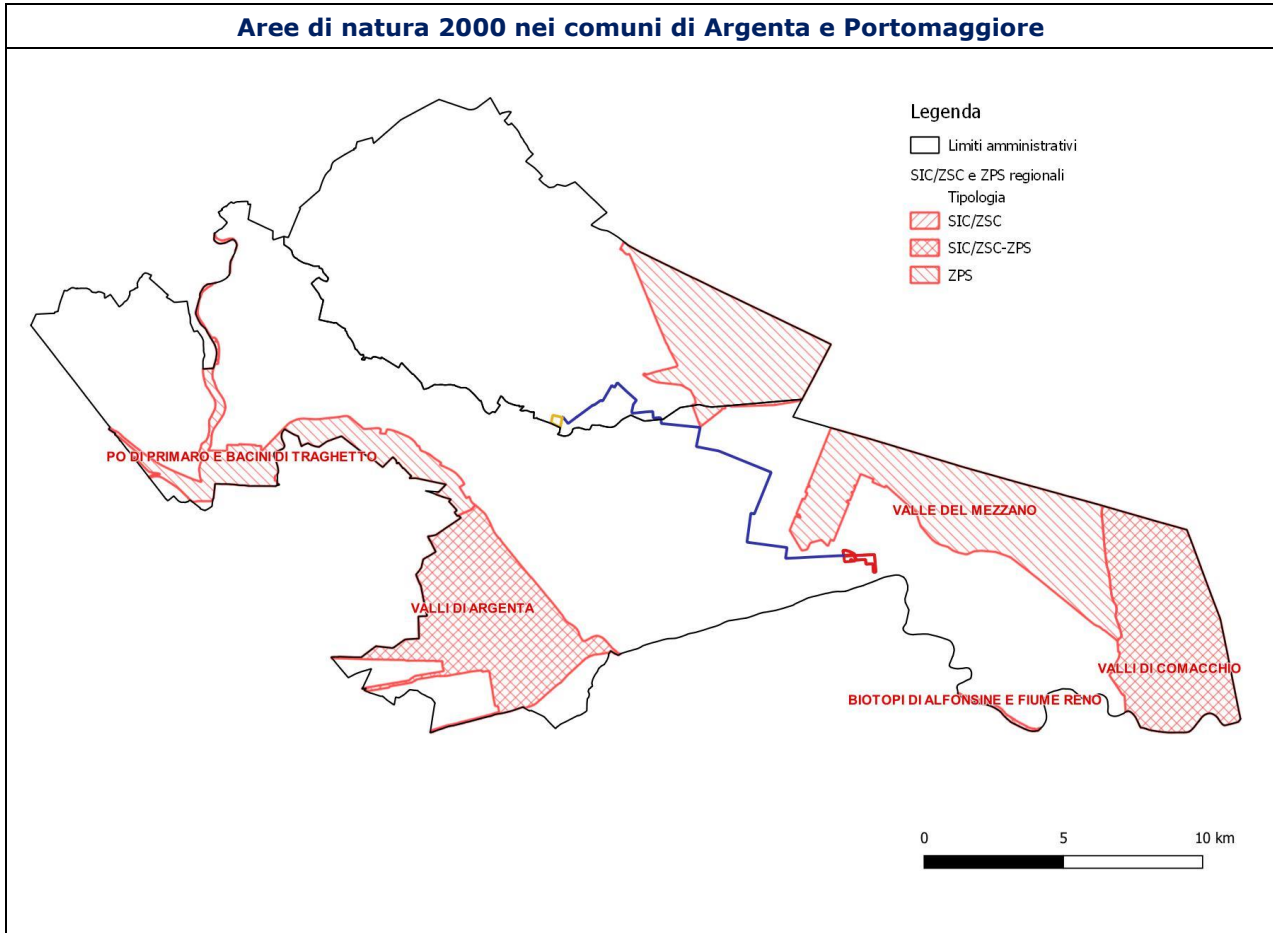 Aree di natura 2000 nei comuni di Argenta e Portomaggiore
Legenda
Limiti amministrativi
SIC/ZSC e ZPS regionali
Tipologia
SIC/ZSC
SIC/ZSC-ZPS
ZPS
PO DI PRIMARO E BACINI DI TRAGHETTO
VALLE DEL MEZZANO
VALLI DI ARGENTA
VALLI DI COMACCHIO
BIOTOPI DI ALFONSINE E FIUME RENO
0 5 10 km